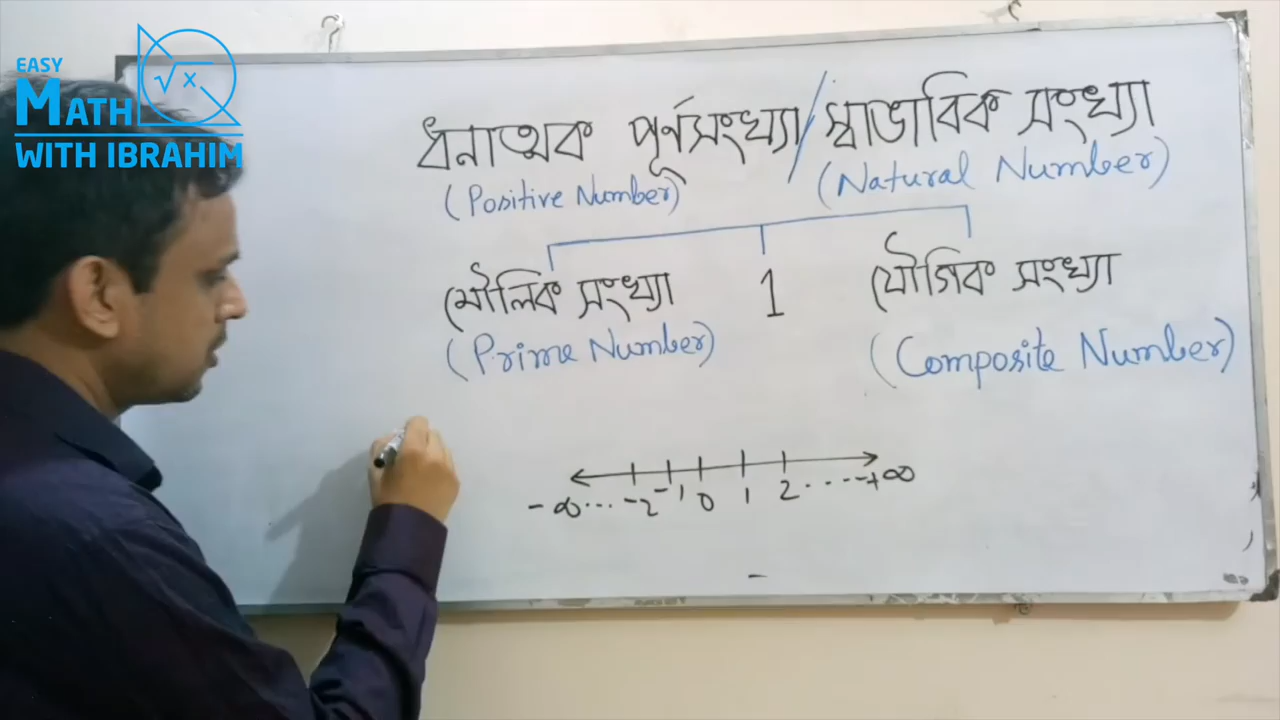 EASY
MATH √x
WITH IBRAHIM
ধনাত্মক পূর্নসংখ্যা/স্বাভাবিক সংখ্যা
(Positive Number) (Natural Number)
মৌলিক সংখ্যা 1 যৌগিক সংখ্যা
(Prime Number) (Composite Number)
-∞... -2 -1 0 1 2 ....+∞